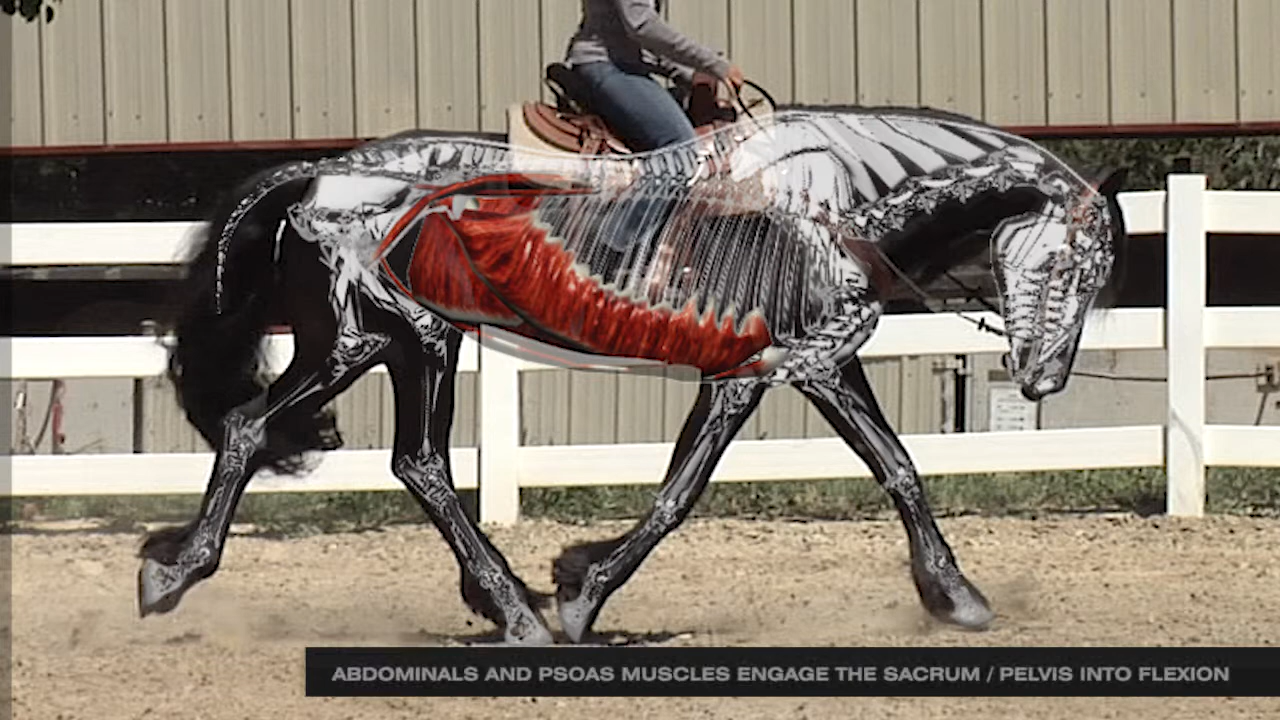 ABDOMINALS AND PSOAS MUSCLES ENGAGE THE SACRUM / PELVIS INTO FLEXION